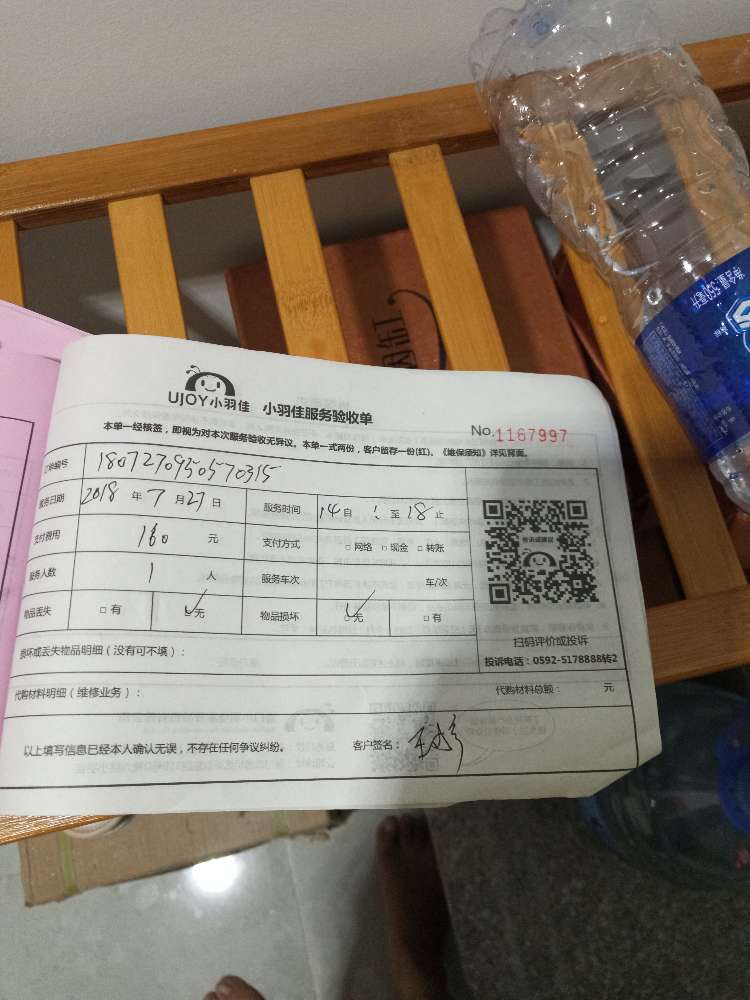 UJOY小羽佳 小羽佳服务验收单
No.1167997
本单一经核签，即视为对本次服务验收无异议。本单一式两份，客户留存一份(红)。《维保须知》详见背面。
订单编号 1807270930570315
服务日期 2018 年 7 月 27 日 服务时间 14 自 : 至 18 止
支付费用 160 元 支付方式 □ 网络 □ 现金 □ 转账
服务人数 1 人 服务车次 车/次
物品丢失 □ 有 ☑ 无 物品损坏 ☑ 无 □ 有
扫码评价或投诉
投诉电话：0592-5178888转2
损坏或丢失物品明细（没有可不填）：
代购材料明细（维修业务）： 代购材料总额： 元
以上填写信息已经本人确认无误，不存在任何争议纠纷。 客户签名：
烟缸